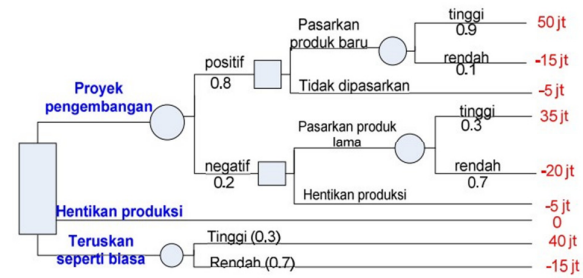 Proyek
pengembangan
positif
0.8
Pasarkan
produk baru
tinggi
0.9
50 jt
rendah
0.1
-15 jt
Tidak dipasarkan
-5 jt
negatif
0.2
Pasarkan produk
lama
tinggi
0.3
35 jt
rendah
0.7
-20 jt
Hentikan produksi
-5 jt
Hentikan produksi
0
Teruskan
seperti biasa
Tinggi (0.3)
40 jt
Rendah (0.7)
-15 jt